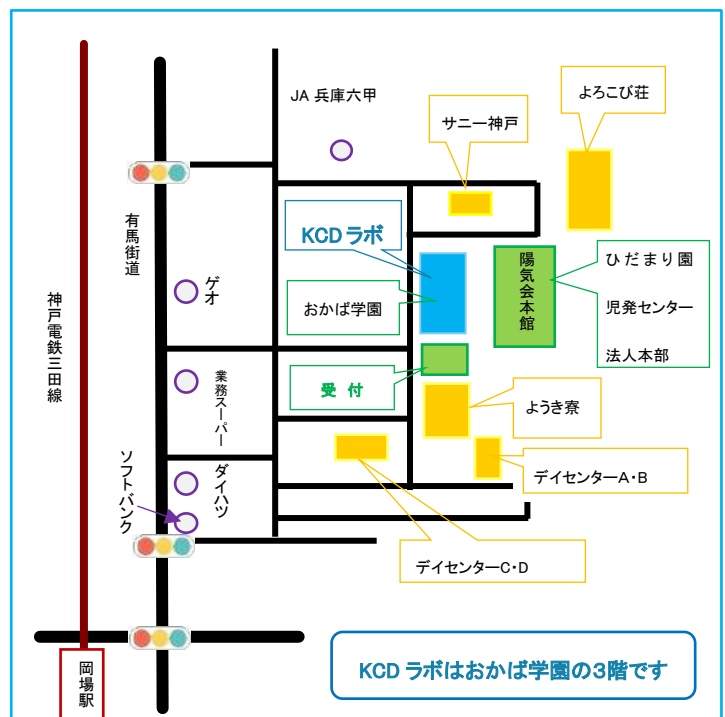 よろこび荘
JA 兵庫六甲
サニー神戸
有馬街道
KCD ラボ
陽気会本館
ひだまり園
児発センター
法人本部
ゲオ
おかば学園
神戸電鉄三田線
業務スーパー
受 付
ようき寮
ソフトバンク
ダイハツ
デイセンターA・B
デイセンターC・D
岡場駅
KCD ラボはおかば学園の3階です